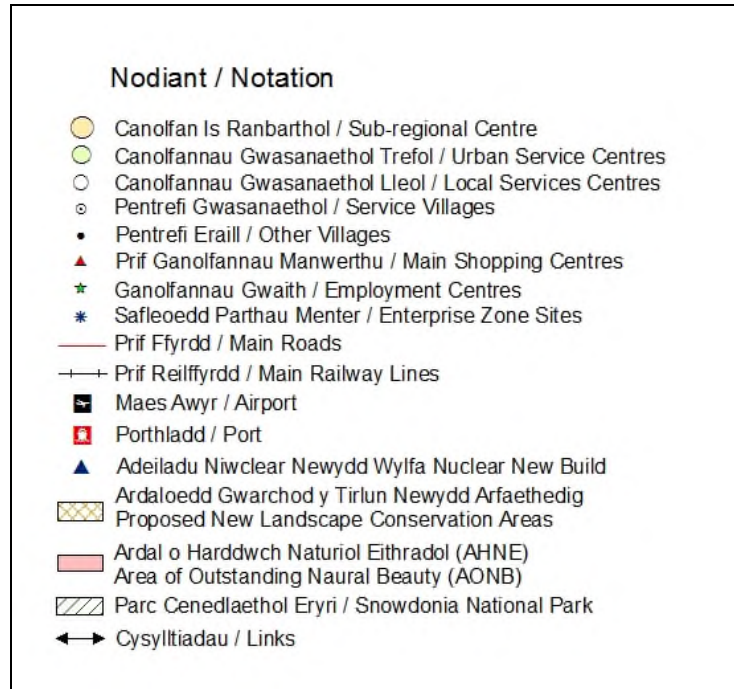 Nodiant / Notation
Canolfan Is Ranbarthol / Sub-regional Centre
Canolfannau Gwasanaethol Trefol / Urban Service Centres
Canolfannau Gwasanaethol Lleol / Local Services Centres
Pentrefi Gwasanaethol / Service Villages
Pentrefi Eraill / Other Villages
Prif Ganolfannau Manwerthu / Main Shopping Centres
Ganolfannau Gwaith / Employment Centres
Safleoedd Parthau Menter / Enterprise Zone Sites
Prif Ffyrdd / Main Roads
Prif Reilffyrdd / Main Railway Lines
Maes Awyr / Airport
Porthladd / Port
Adeiladu Niwclear Newydd Wylfa Nuclear New Build
Ardaloedd Gwarchod y Tirlun Newydd Arfaethedig
Proposed New Landscape Conservation Areas
Ardal o Harddwch Naturiol Eithradol (AHNE)
Area of Outstanding Naural Beauty (AONB)
Parc Cenedlaethol Eryri / Snowdonia National Park
Cysylltiadau / Links